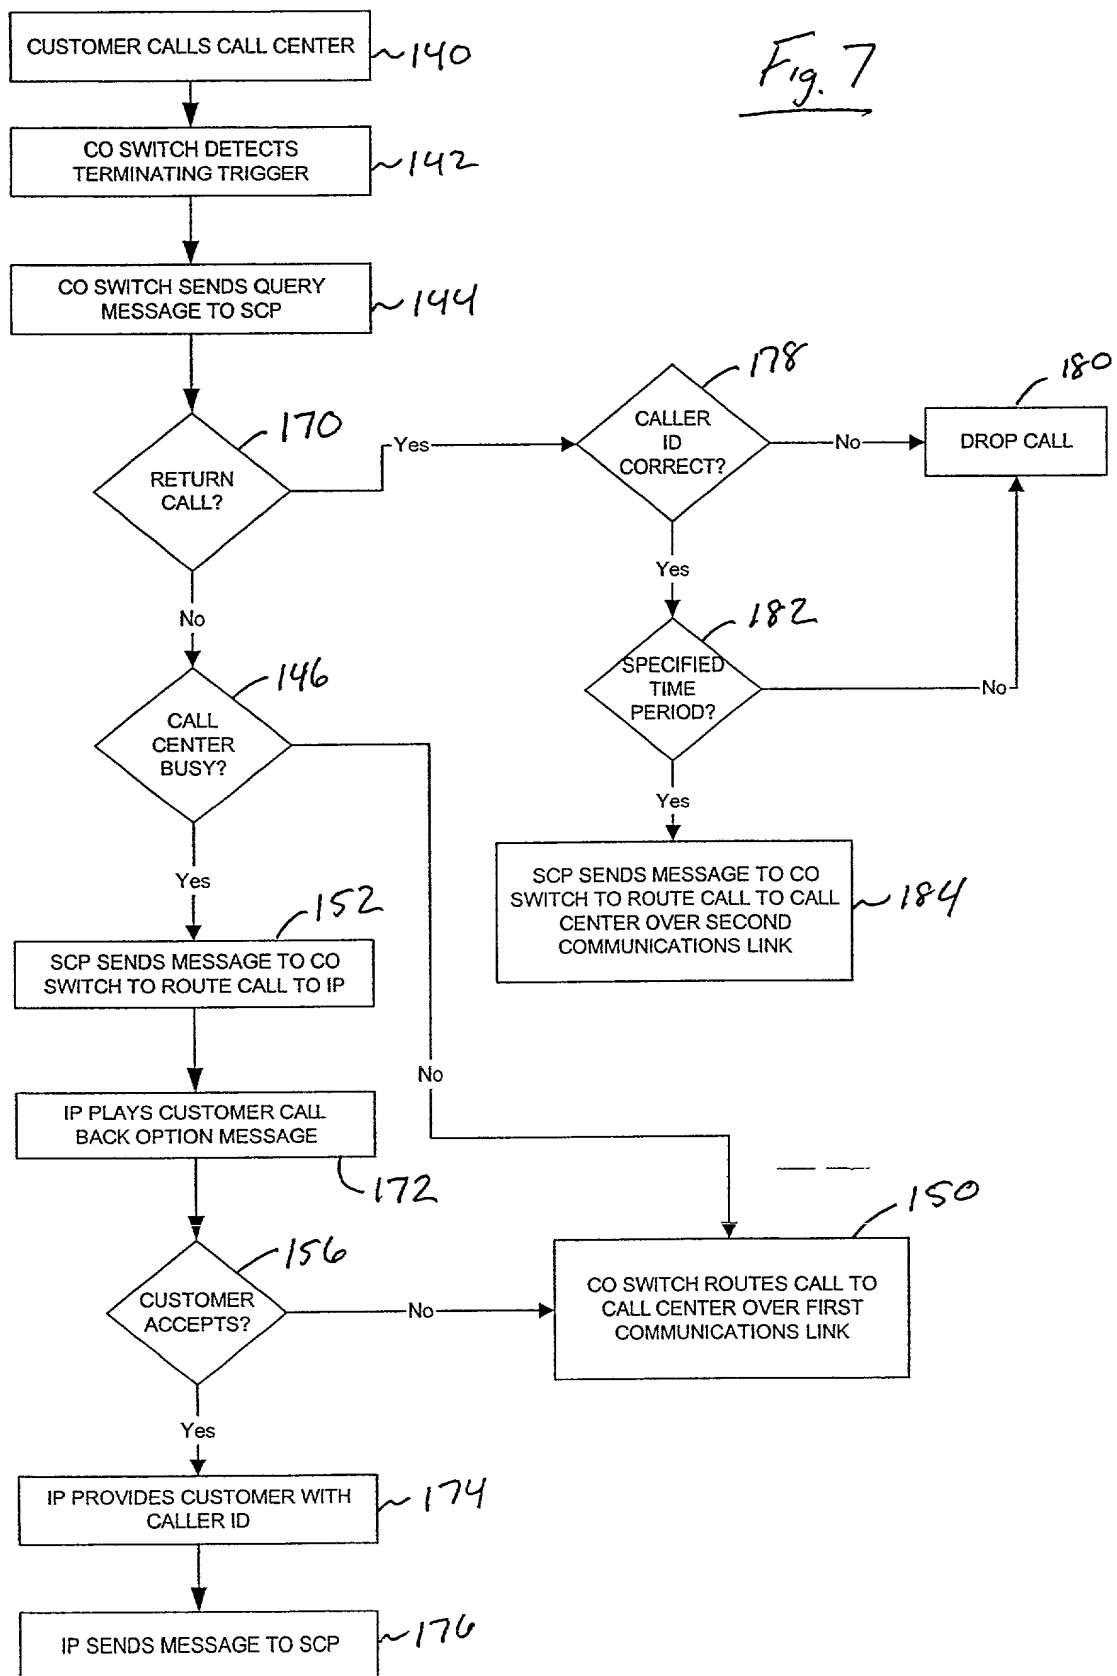 CUSTOMER CALLS CALL CENTER
140
Fig. 7
CO SWITCH DETECTS
TERMINATING TRIGGER
142
CO SWITCH SENDS QUERY
MESSAGE TO SCP
144
170
RETURN
CALL?
Yes
178
CALLER
ID
CORRECT?
No
180
DROP CALL
Yes
182
SPECIFIED
TIME
PERIOD?
No
Yes
SCP SENDS MESSAGE TO CO
SWITCH TO ROUTE CALL TO CALL
CENTER OVER SECOND
COMMUNICATIONS LINK
184
No
146
CALL
CENTER
BUSY?
Yes
No
152
SCP SENDS MESSAGE TO CO
SWITCH TO ROUTE CALL TO IP
IP PLAYS CUSTOMER CALL
BACK OPTION MESSAGE
172
156
CUSTOMER
ACCEPTS?
No
150
CO SWITCH ROUTES CALL TO
CALL CENTER OVER FIRST
COMMUNICATIONS LINK
Yes
IP PROVIDES CUSTOMER WITH
CALLER ID
174
IP SENDS MESSAGE TO SCP
176